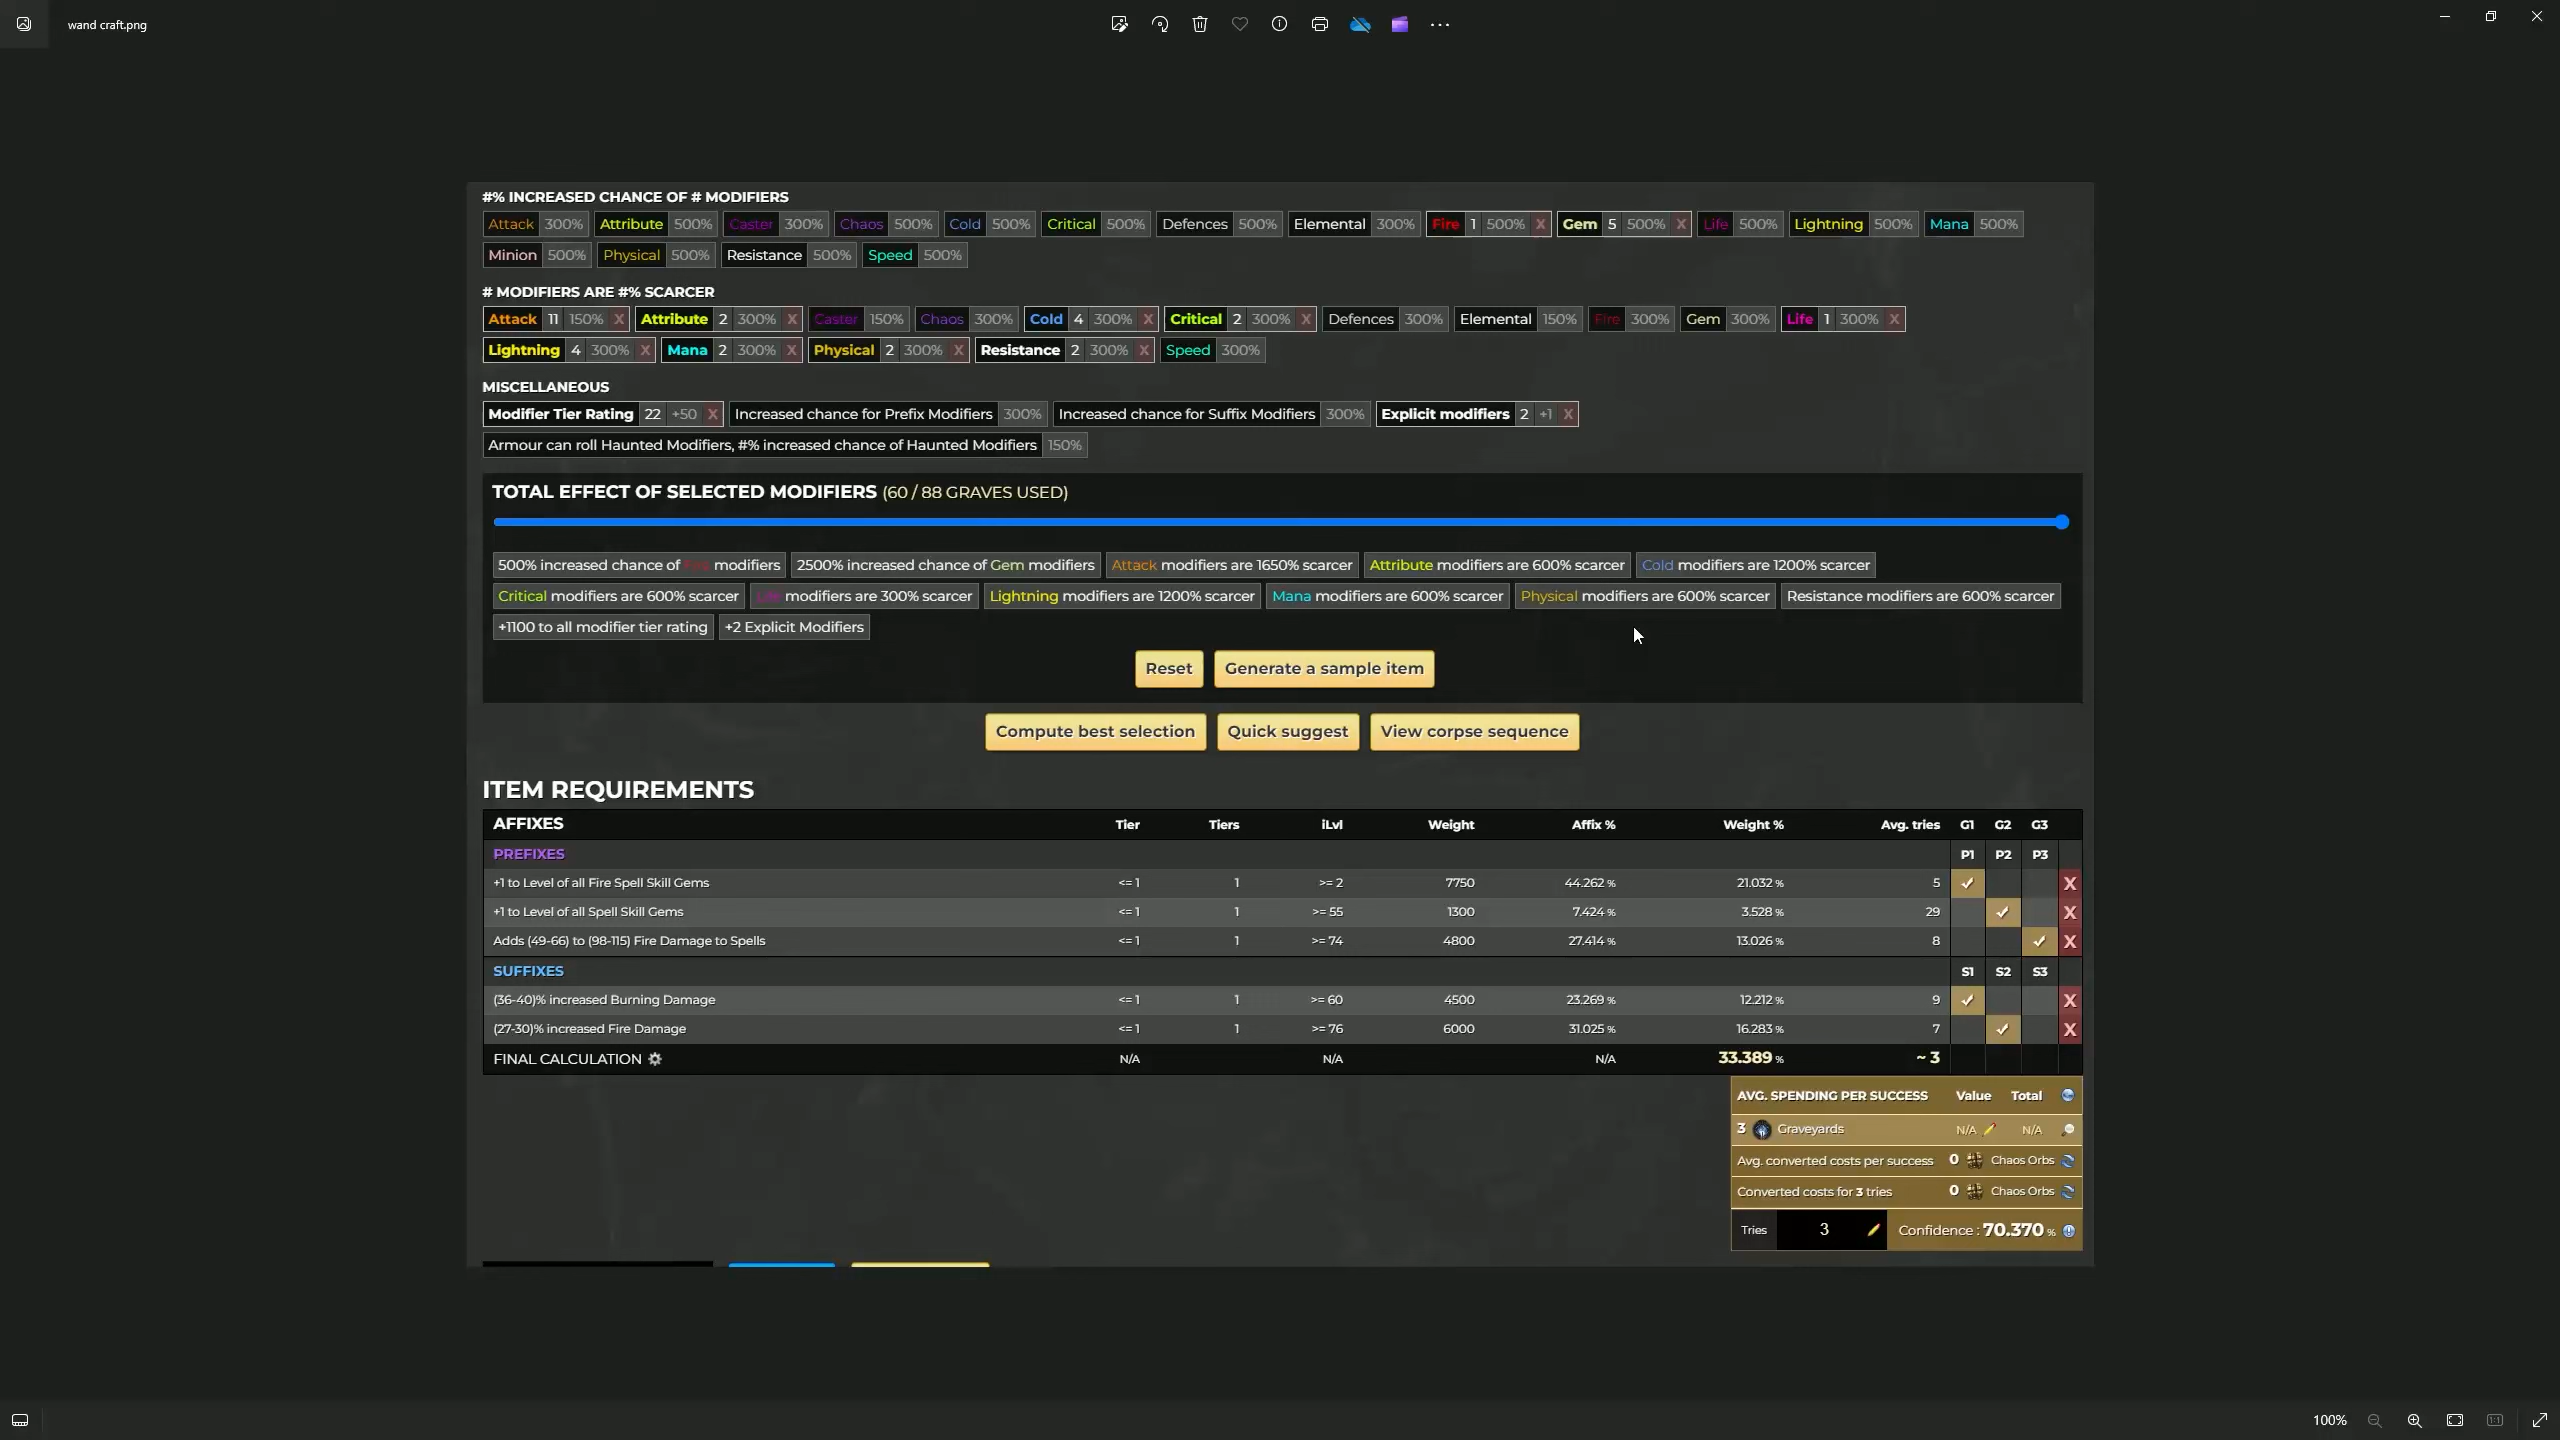 wand craft.png
#% INCREASED CHANCE OF # MODIFIERS
Attack 300% Attribute 500% Caster 300% Chaos 500% Cold 500% Critical 500% Defences 500% Elemental 300% Fire 1 500% X Gem 5 500% X Life 500% Lightning 500% Mana 500%
Minion 500% Physical 500% Resistance 500% Speed 500%
# MODIFIERS ARE #% SCARCER
Attack 11 150% X Attribute 2 300% X Caster 150% Chaos 300% Cold 4 300% X Critical 2 300% X Defences 300% Elemental 150% Fire 300% Gem 300% Life 1 300% X
Lightning 4 300% X Mana 2 300% X Physical 2 300% X Resistance 2 300% X Speed 300%
MISCELLANEOUS
Modifier Tier Rating 22 +50 X Increased chance for Prefix Modifiers 300% Increased chance for Suffix Modifiers 300% Explicit modifiers 2 +1 X
Armour can roll Haunted Modifiers, #% increased chance of Haunted Modifiers 150%
TOTAL EFFECT OF SELECTED MODIFIERS (60 / 88 GRAVES USED)
500% increased chance of Fire modifiers 2500% increased chance of Gem modifiers Attack modifiers are 1650% scarcer Attribute modifiers are 600% scarcer Cold modifiers are 1200% scarcer
Critical modifiers are 600% scarcer Life modifiers are 300% scarcer Lightning modifiers are 1200% scarcer Mana modifiers are 600% scarcer Physical modifiers are 600% scarcer Resistance modifiers are 600% scarcer
+1100 to all modifier tier rating +2 Explicit Modifiers
Reset Generate a sample item
Compute best selection Quick suggest View corpse sequence
ITEM REQUIREMENTS
AFFIXES Tier Tiers iLvl Weight Affix % Weight % Avg. tries G1 G2 G3
PREFIXES P1 P2 P3
+1 to Level of all Fire Spell Skill Gems <= 1 1 >= 2 7750 44.262 % 21.032 % 5 X
+1 to Level of all Spell Skill Gems <= 1 1 >= 55 1300 7.424 % 3.528 % 29 X
Adds (49-66) to (98-115) Fire Damage to Spells <= 1 1 >= 74 4800 27.414 % 13.026 % 8 X
SUFFIXES S1 S2 S3
(36-40)% increased Burning Damage <= 1 1 >= 60 4500 23.269 % 12.212 % 9 X
(27-30)% increased Fire Damage <= 1 1 >= 76 6000 31.025 % 16.283 % 7 X
FINAL CALCULATION N/A N/A N/A 33.389 % ~ 3
AVG. SPENDING PER SUCCESS Value Total
3 Graveyards N/A N/A
Avg. converted costs per success 0 Chaos Orbs
Converted costs for 3 tries 0 Chaos Orbs
Tries 3 Confidence : 70.370 %
100%